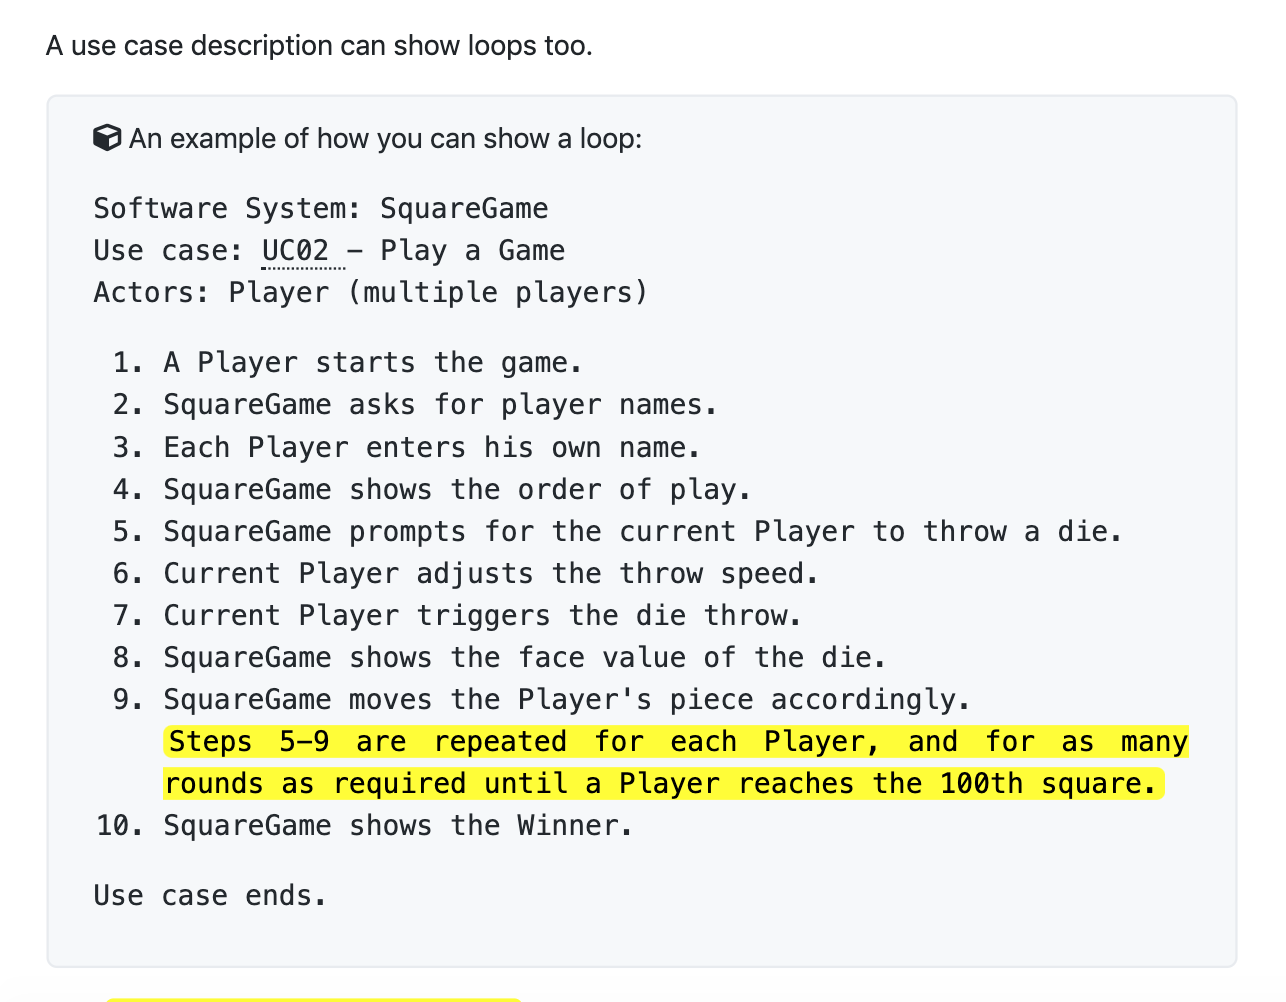 A use case description can show loops too.
An example of how you can show a loop:
Software System: SquareGame
Use case: UC02 – Play a Game
Actors: Player (multiple players)
1. A Player starts the game.
2. SquareGame asks for player names.
3. Each Player enters his own name.
4. SquareGame shows the order of play.
5. SquareGame prompts for the current Player to throw a die.
6. Current Player adjusts the throw speed.
7. Current Player triggers the die throw.
8. SquareGame shows the face value of the die.
9. SquareGame moves the Player's piece accordingly.
Steps 5–9 are repeated for each Player, and for as many
rounds as required until a Player reaches the 100th square.
10. SquareGame shows the Winner.
Use case ends.